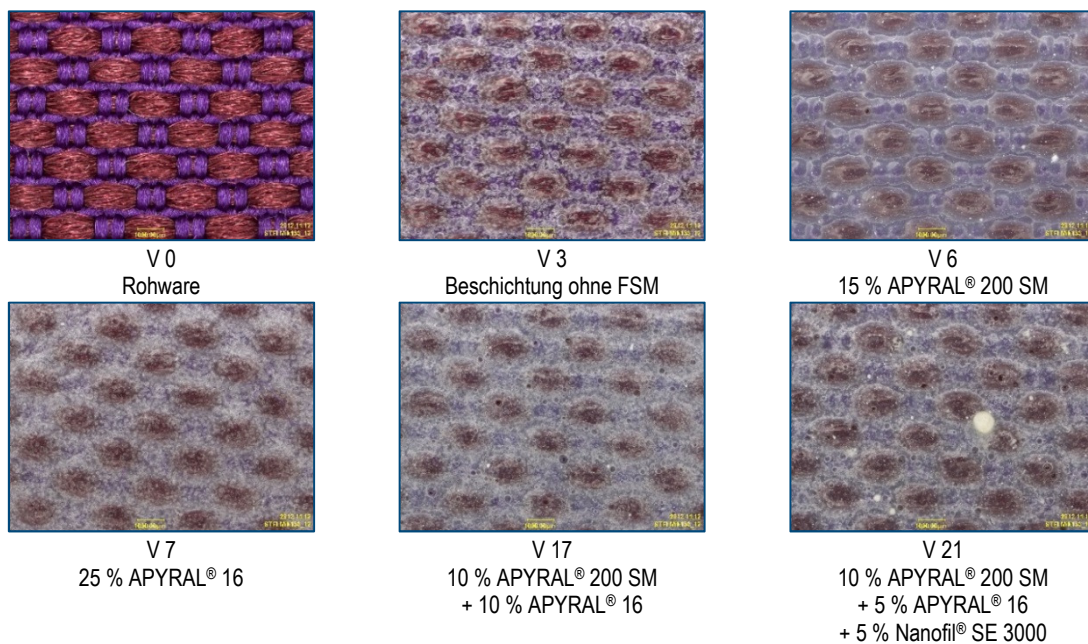 V 0
Rohware
V 3
Beschichtung ohne FSM
V 6
15 % APYRAL® 200 SM
V 7
25 % APYRAL® 16
V 17
10 % APYRAL® 200 SM
+ 10 % APYRAL® 16
V 21
10 % APYRAL® 200 SM
+ 5 % APYRAL® 16
+ 5 % Nanofil® SE 3000